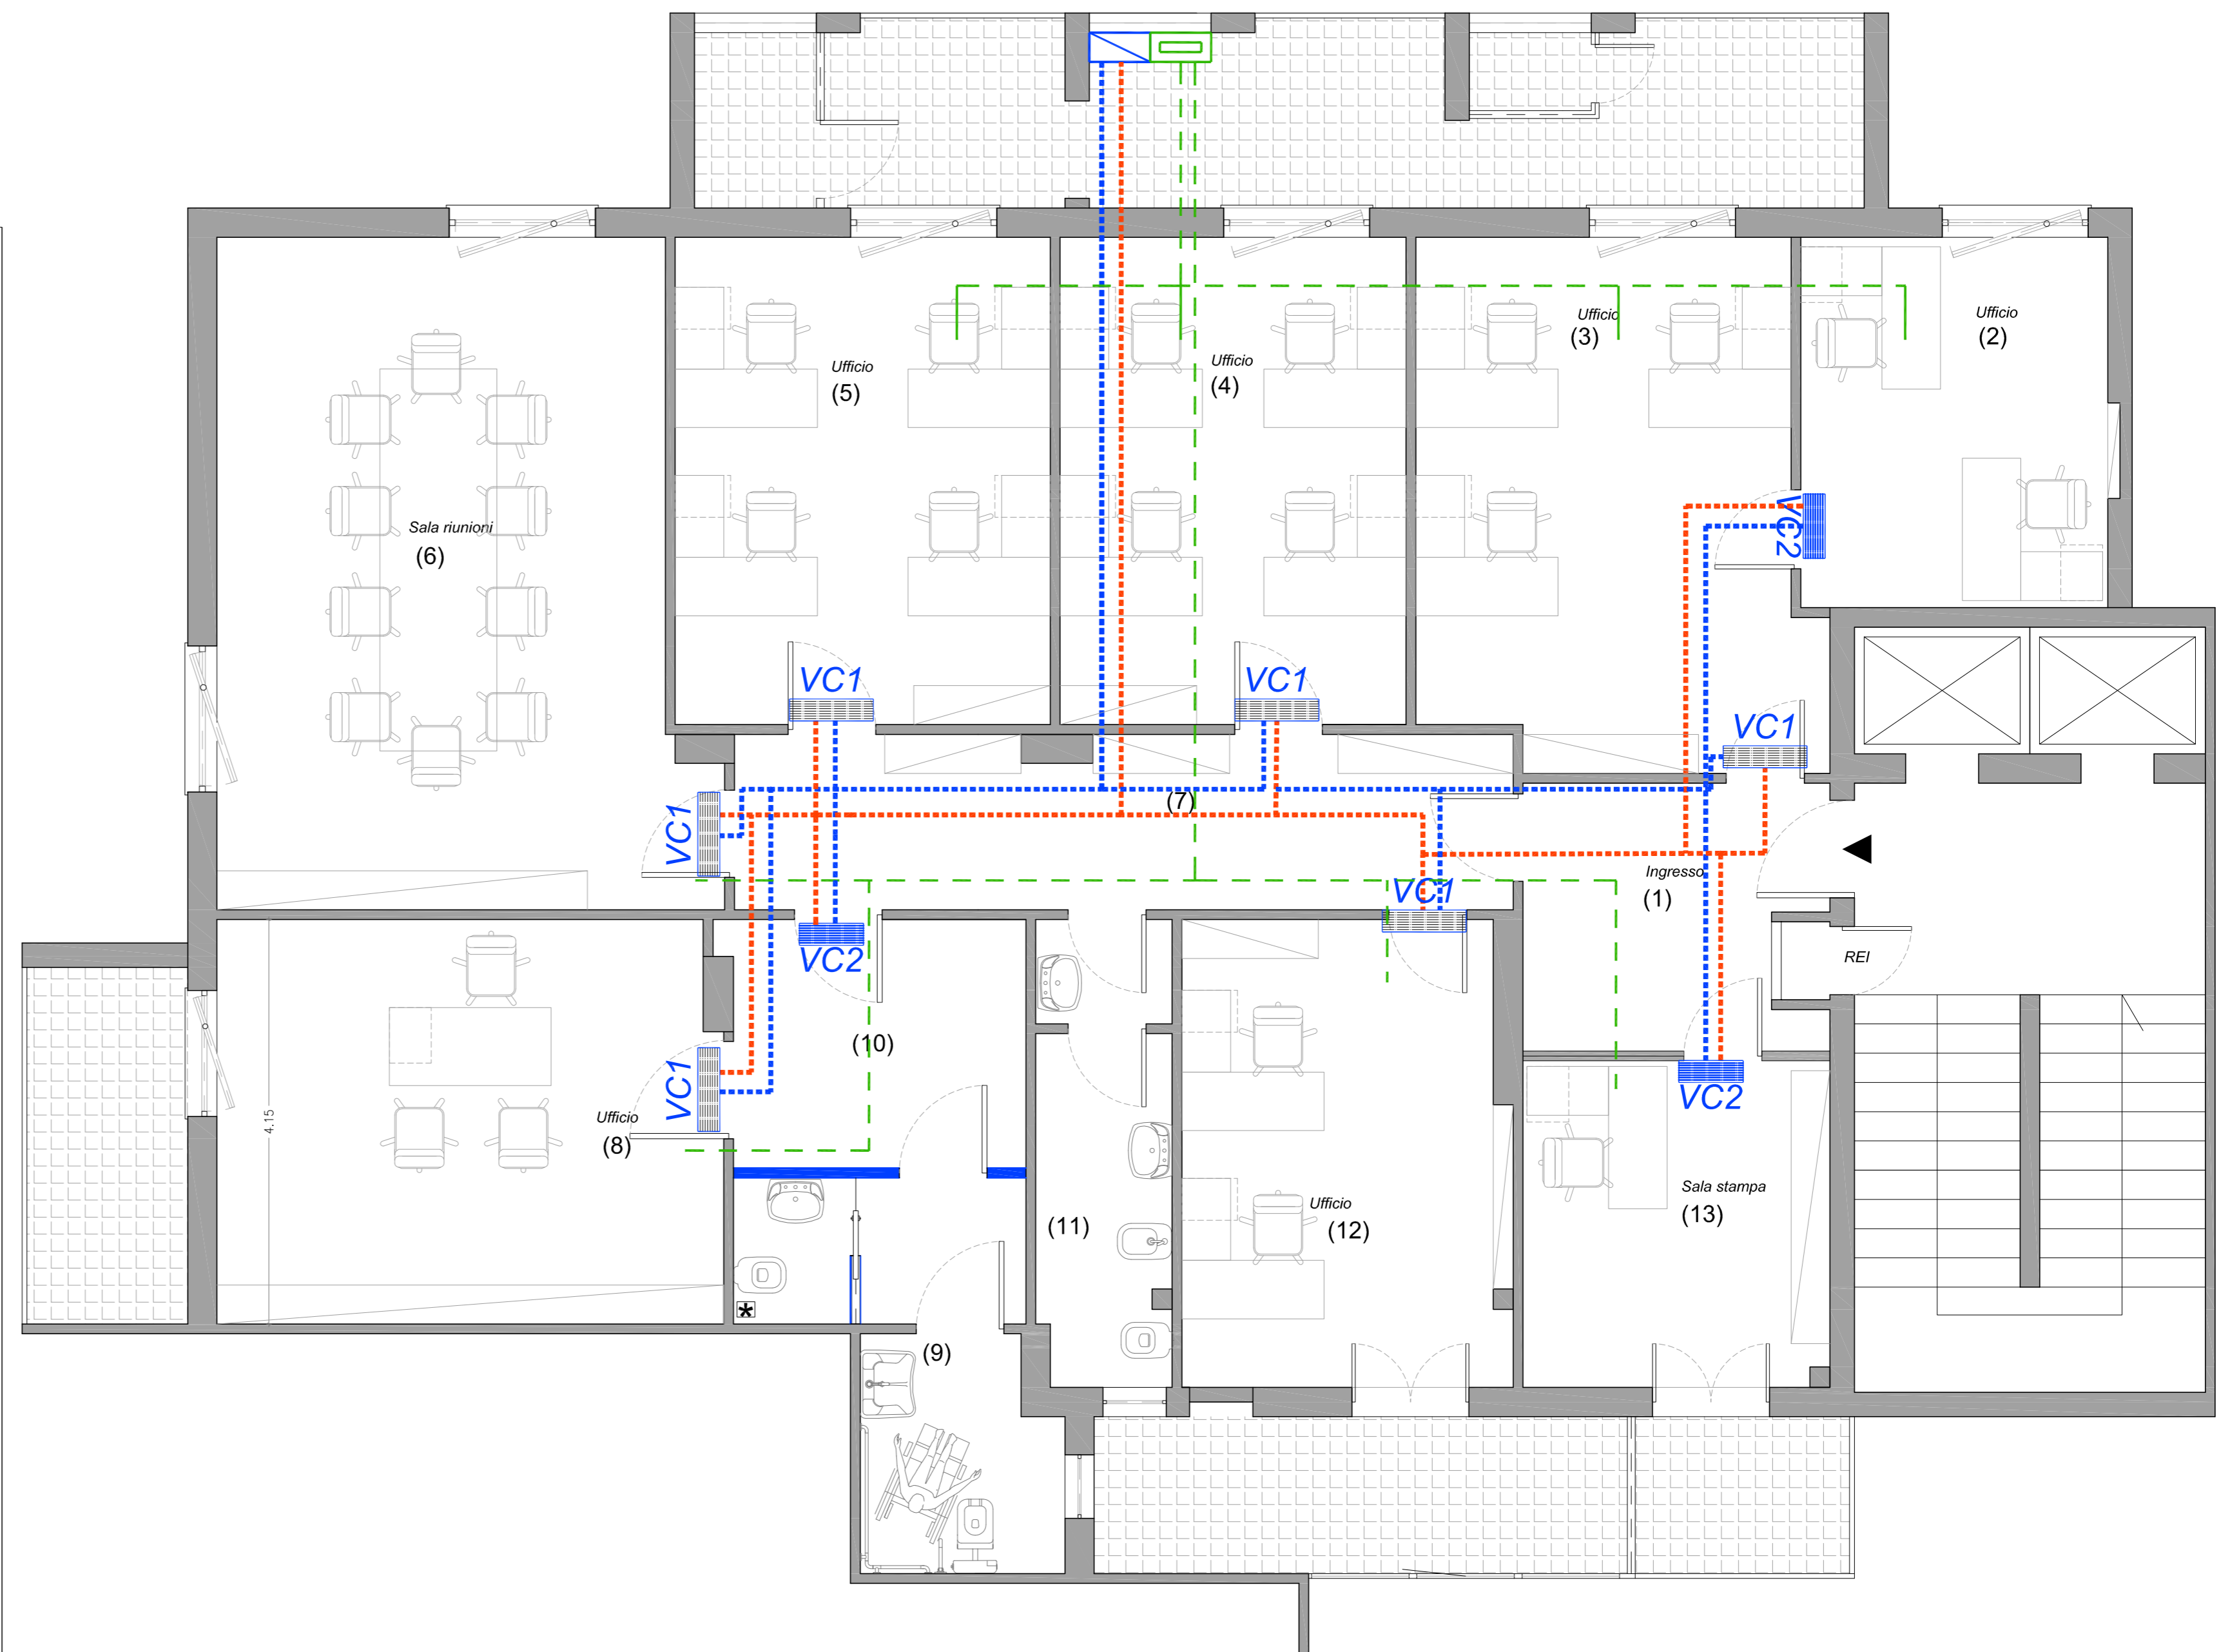 Ufficio
(3)
Ufficio
(2)
Ufficio
(5)
Ufficio
(4)
Sala riunioni
(6)
VC2
VC1
VC1
VC1
VC1
(7)
Ingresso
(1)
VC1
REI
VC2
(10)
VC1
VC2
4.15
Ufficio
(8)
Sala stampa
(13)
Ufficio
(12)
(11)
*
(9)